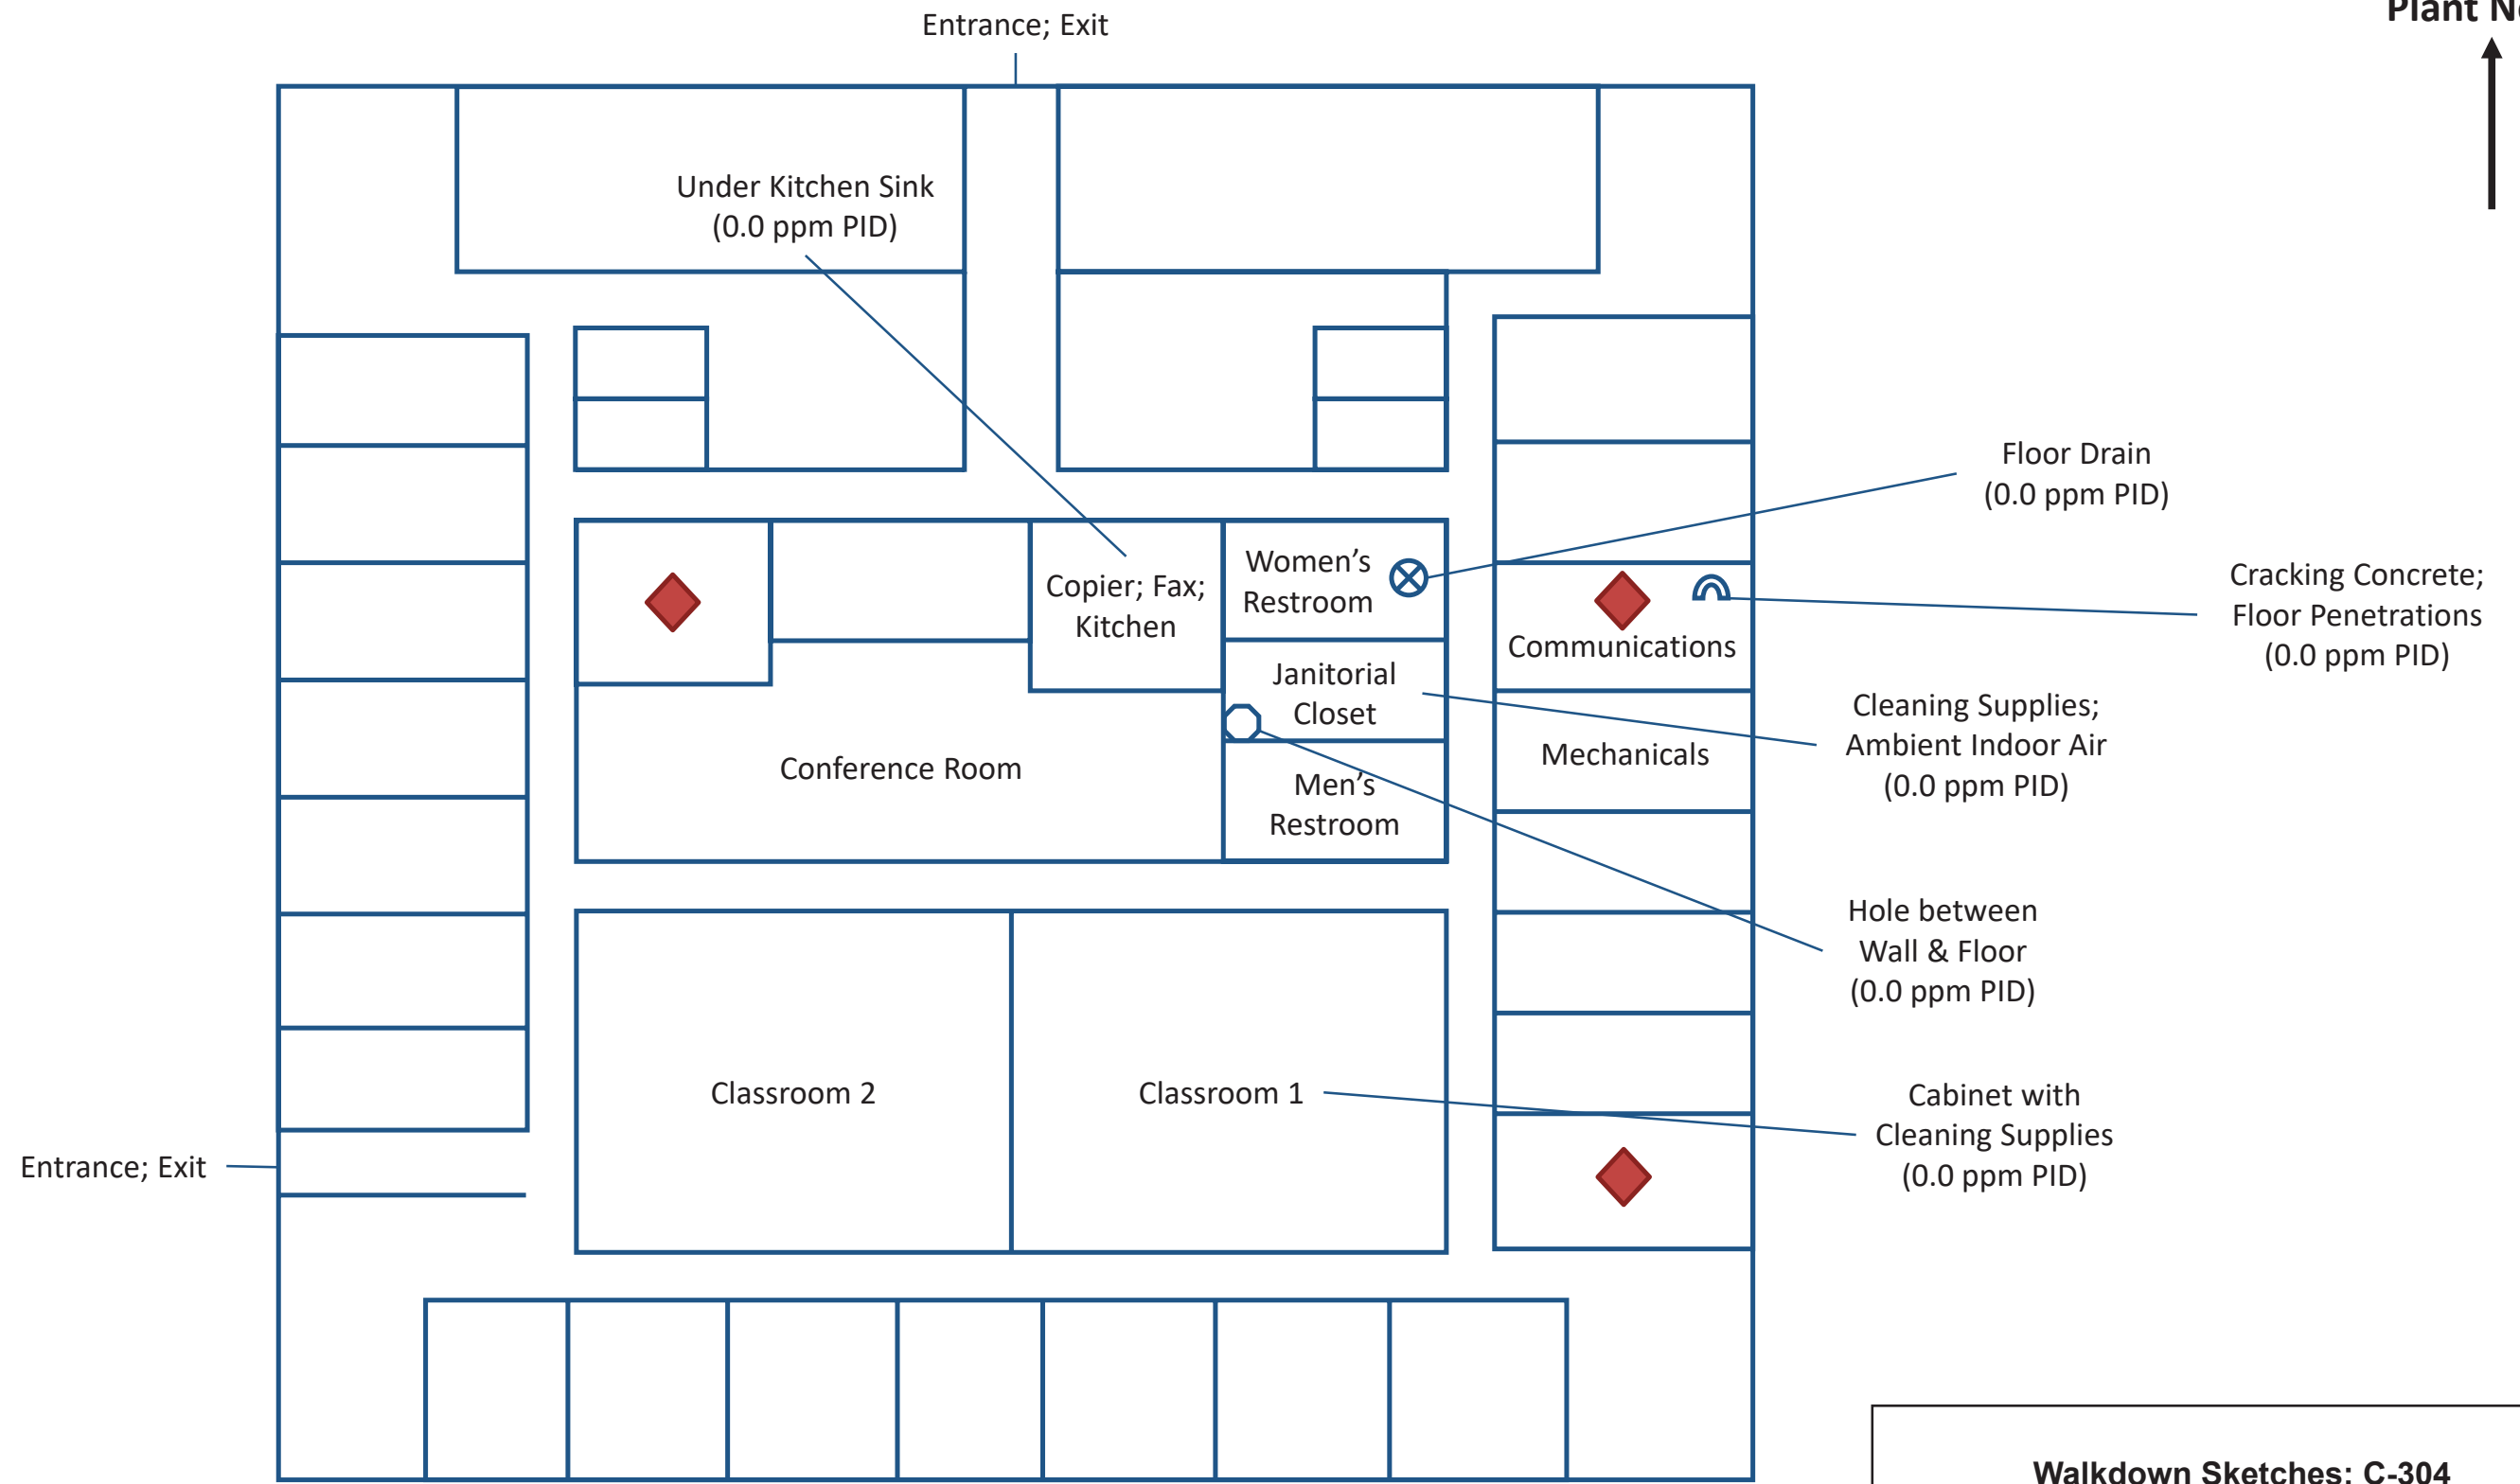 Entrance; Exit
Plant
Under Kitchen Sink
(0.0 ppm PID)
Floor Drain
(0.0 ppm PID)
Women’s
Restroom
Copier; Fax;
Kitchen
Cracking Concrete;
Floor Penetrations
(0.0 ppm PID)
Communications
Janitorial
Closet
Cleaning Supplies;
Ambient Indoor Air
(0.0 ppm PID)
Mechanicals
Conference Room
Men’s
Restroom
Hole between
Wall & Floor
(0.0 ppm PID)
Classroom 2
Classroom 1
Cabinet with
Cleaning Supplies
(0.0 ppm PID)
Entrance; Exit
Walkdown Sketches: C-304